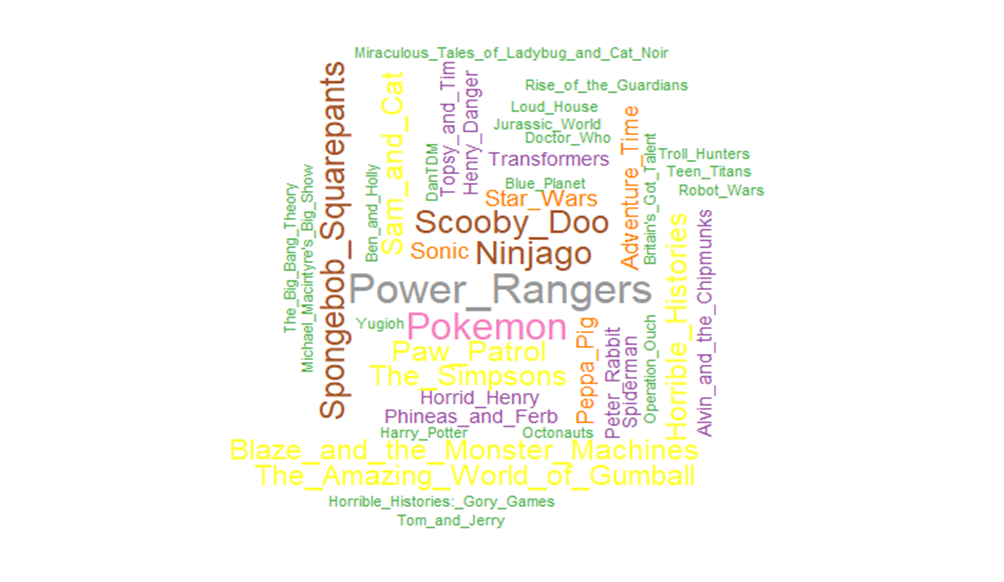 Miraculous_Tales_of_Ladybug_and_Cat_Noir
Spongebob_Squarepants
Sam_and_Cat
Topsy_and_Tim
Henry_Danger
Rise_of_the_Guardians
Loud_House
Jurassic_World
Doctor_Who
Transformers
Adventure_Time
Britain's_Got_Talent
Troll_Hunters
Teen_Titans
Robot_Wars
DanTDM
Ben_and_Holly
The_Big_Bang_Theory
Michael_Macintyre's_Big_Show
Blue_Planet
Star_Wars
Scooby_Doo
Sonic
Ninjago
Horrible_Histories
Alvin_and_the_Chipmunks
Power_Rangers
Yugioh
Pokemon
Peppa_Pig
Peter_Rabbit
Spiderman
Operation_Ouch
Paw_Patrol
The_Simpsons
Horrid_Henry
Phineas_and_Ferb
Harry_Potter
Octonauts
Blaze_and_the_Monster_Machines
The_Amazing_World_of_Gumball
Horrible_Histories:_Gory_Games
Tom_and_Jerry